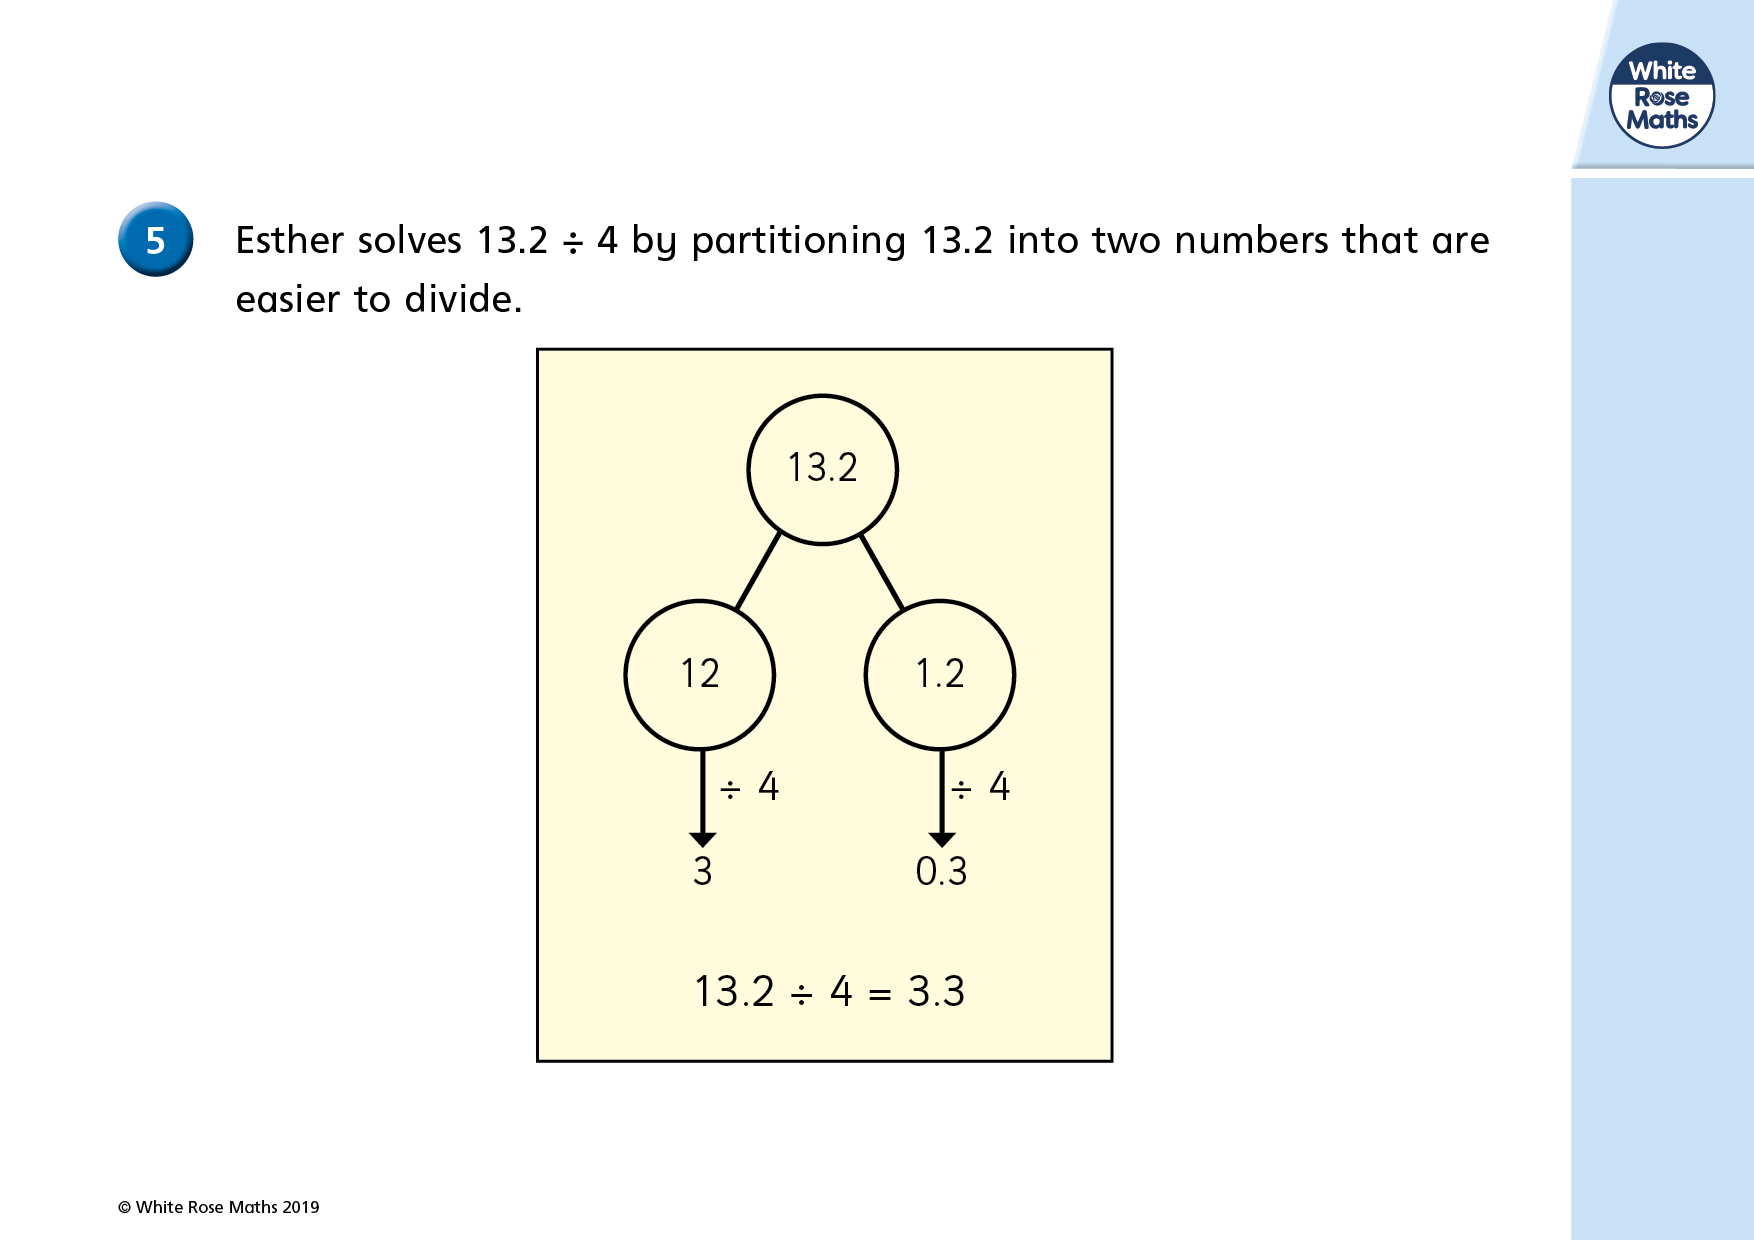 White
Rose
Maths
5
Esther solves 13.2 ÷ 4 by partitioning 13.2 into two numbers that are
easier to divide.
13.2
12
1.2
÷ 4
÷ 4
3
0.3
13.2 ÷ 4 = 3.3
© White Rose Maths 2019